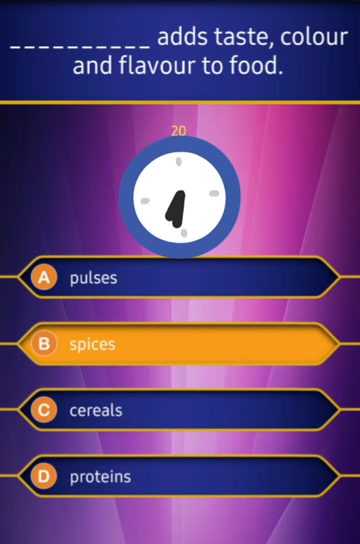 __________ adds taste, colour
and flavour to food.
20
A pulses
B spices
C cereals
D proteins